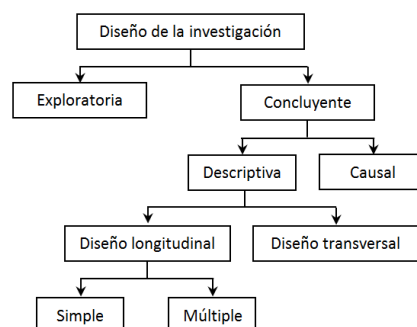 Diseño de la investigación
Exploratoria
Concluyente
Descriptiva
Causal
Diseño longitudinal
Diseño transversal
Simple
Múltiple